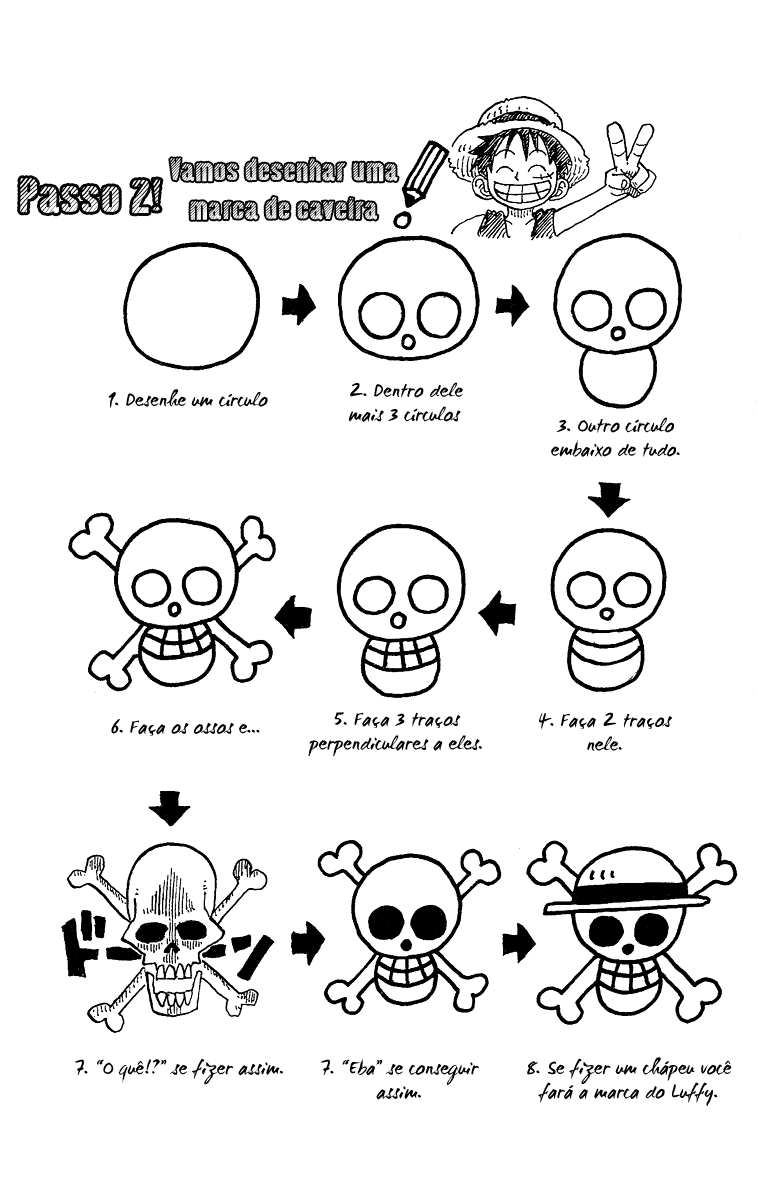 Passo 2!
Vamos desenhar uma
marca de caveira
1. Desenhe um círculo
2. Dentro dele
mais 3 círculos
3. Outro círculo
embaixo de tudo.
4. Faça 2 traços
nele.
5. Faça 3 traços
perpendiculares a eles.
6. Faça os ossos e...
ドーン
7. "O quê!?" se fizer assim.
7. "Eba" se conseguir
assim.
8. Se fizer um chápeu você
fará a marca do Luffy.